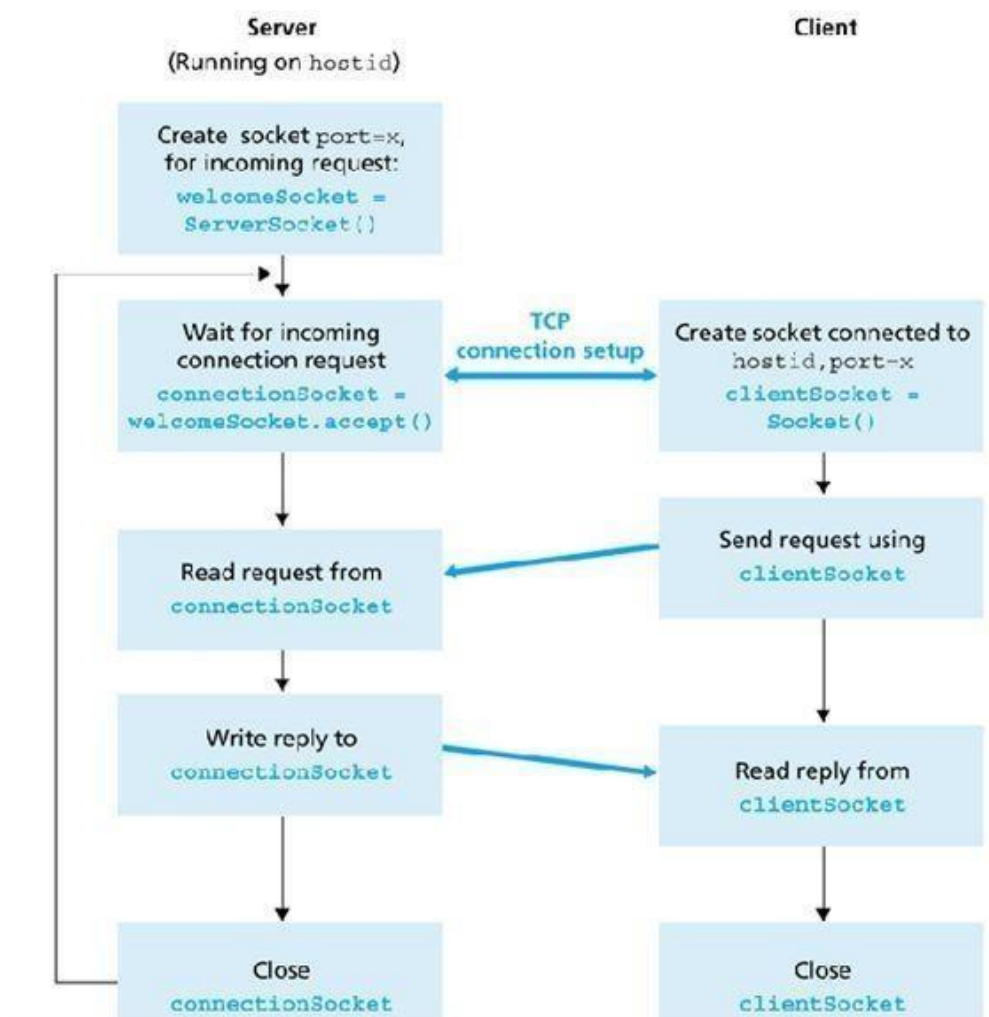 Server
(Running on hostid)
Client
Create socket port=x,
for incoming request:
welcomeSocket =
ServerSocket()
Wait for incoming
connection request
connectionSocket =
welcomeSocket.accept()
TCP
connection setup
Create socket connected to
hostid,port=x
clientSocket =
Socket()
Read request from
connectionSocket
Send request using
clientSocket
Write reply to
connectionSocket
Read reply from
clientSocket
Close
connectionSocket
Close
clientSocket